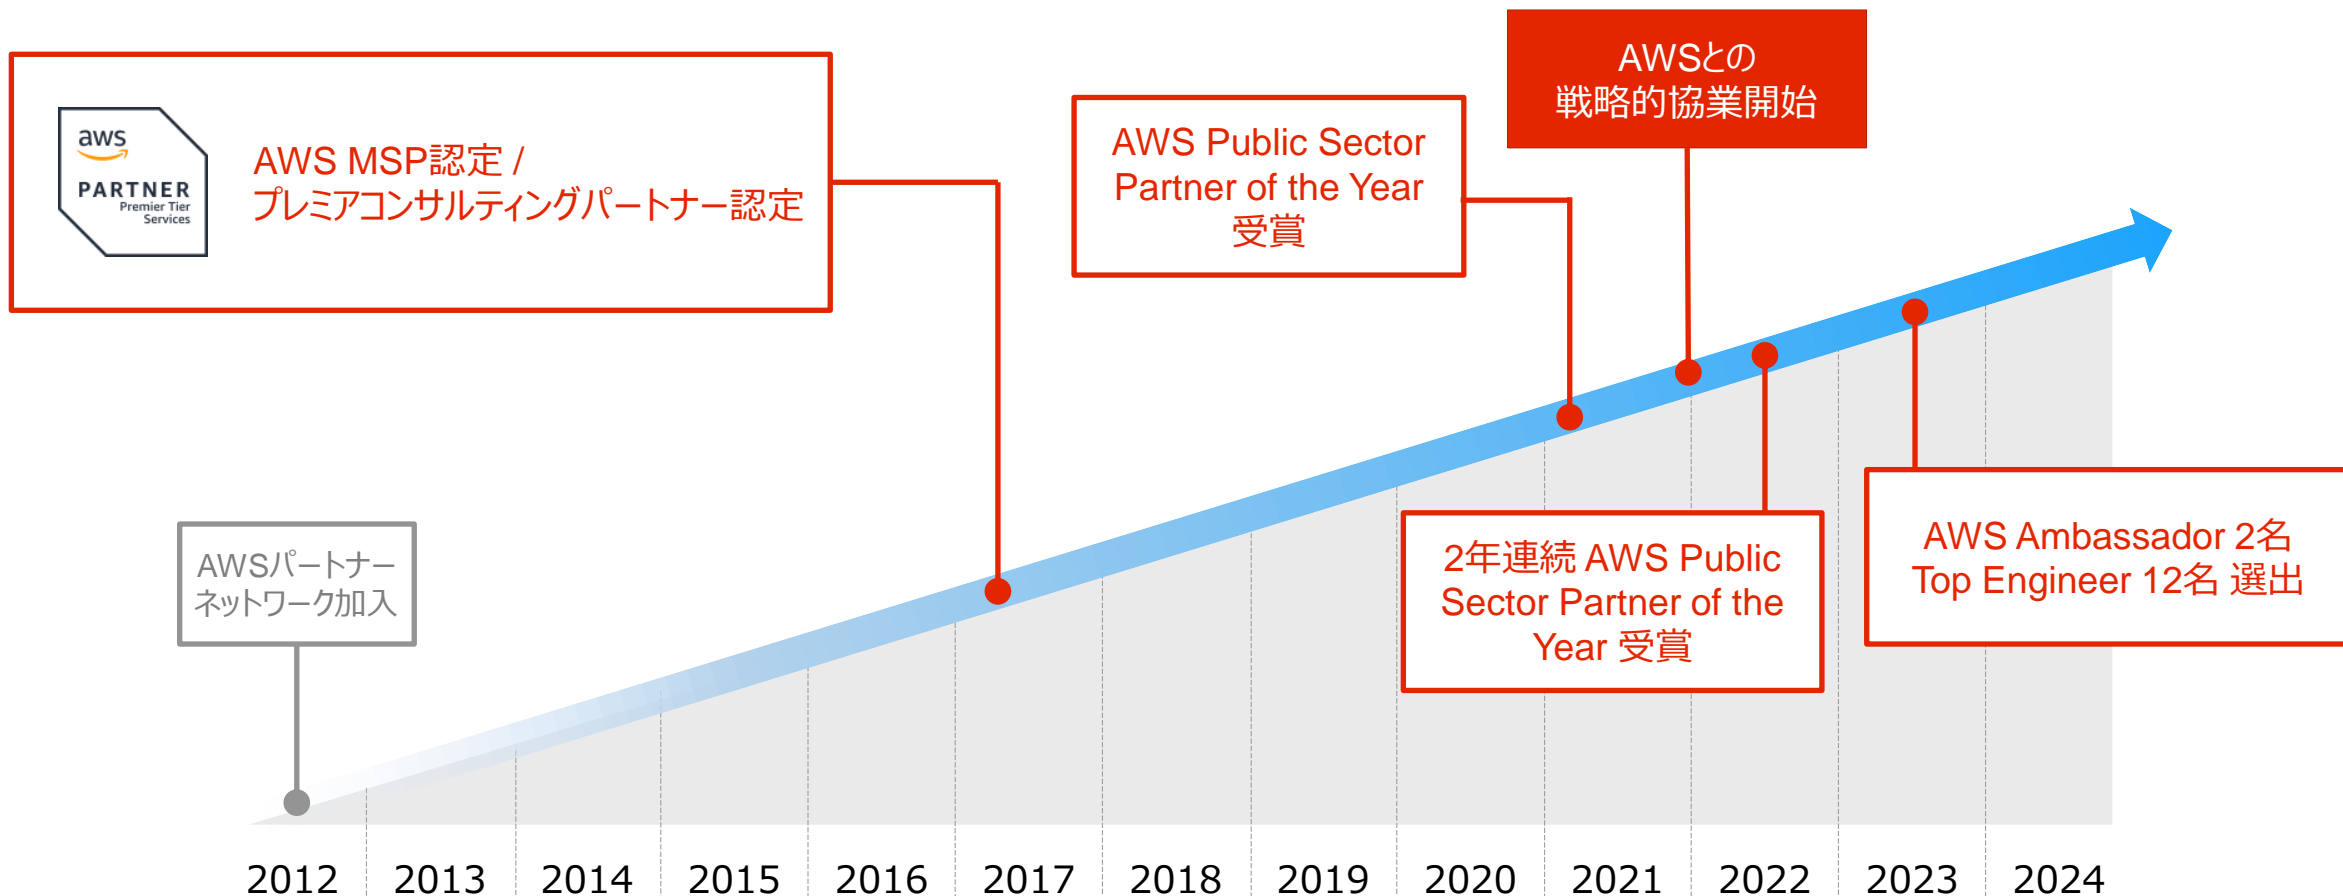 aws
PARTNER
Premier Tier
Services
AWS MSP認定 /
プレミアコンサルティングパートナー認定
AWS Public Sector
Partner of the Year
受賞
AWSとの
戦略的協業開始
AWSパートナー
ネットワーク加入
2年連続 AWS Public
Sector Partner of the
Year 受賞
AWS Ambassador 2名
Top Engineer 12名 選出
2012 2013 2014 2015 2016 2017 2018 2019 2020 2021 2022 2023 2024